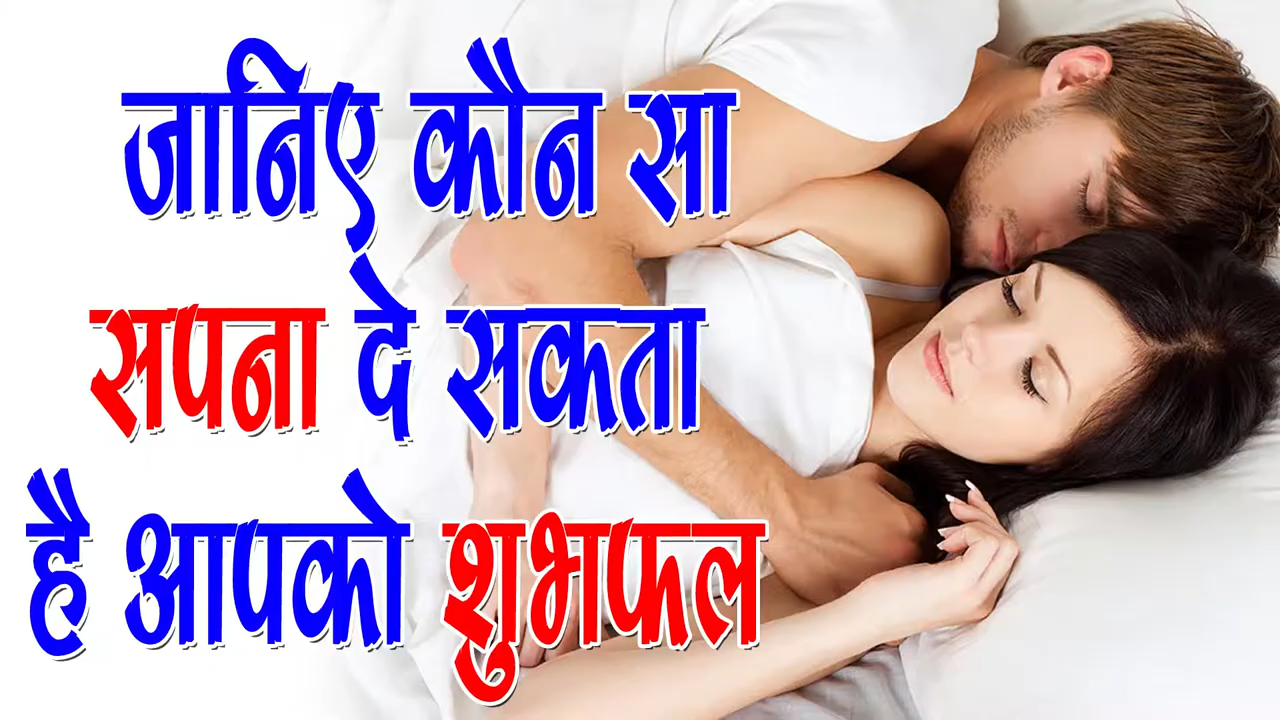 जानिए कौन सा
सपना दे सकता
है आपको शुभफल